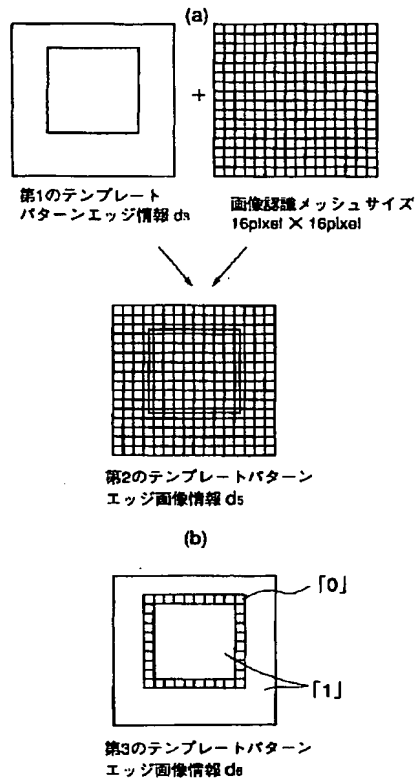 (a)
+
第1のテンプレート
パターンエッジ情報 d3
画像認識メッシュサイズ
16pixel × 16pixel
第2のテンプレートパターン
エッジ画像情報 d5
(b)
「0」
「1」
第3のテンプレートパターン
エッジ画像情報 d6